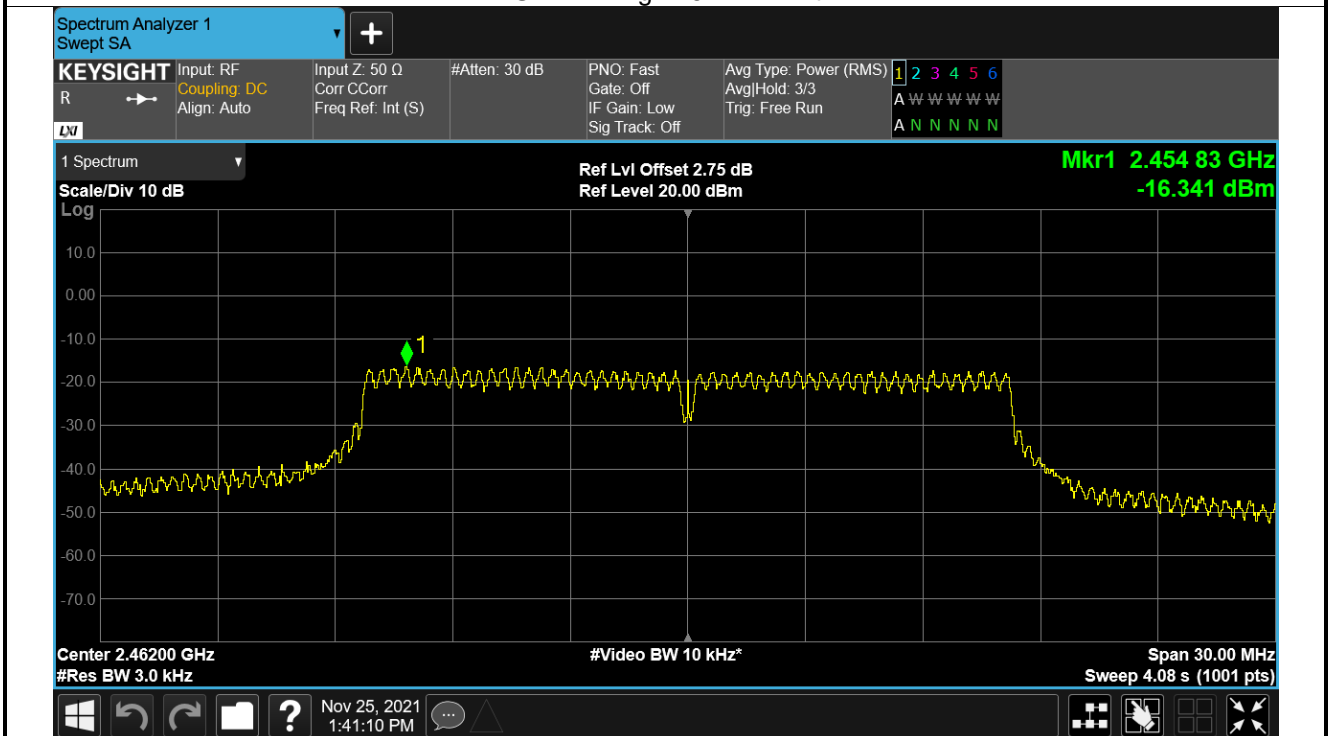 Spectrum Analyzer 1
Swept SA
+
KEYSIGHT
R
LXI
Input: RF
Coupling: DC
Align: Auto
Input Z: 50 Ω
Corr CCorr
Freq Ref: Int (S)
#Atten: 30 dB
PNO: Fast
Gate: Off
IF Gain: Low
Sig Track: Off
Avg Type: Power (RMS)
Avg|Hold: 3/3
Trig: Free Run
1 2 3 4 5 6
A W W W W W
A N N N N N
1 Spectrum
Scale/Div 10 dB
Log
Ref Lvl Offset 2.75 dB
Ref Level 20.00 dBm
Mkr1 2.454 83 GHz
-16.341 dBm
10.0
0.00
-10.0
1
-20.0
-30.0
-40.0
-50.0
-60.0
-70.0
Center 2.46200 GHz
#Res BW 3.0 kHz
#Video BW 10 kHz*
Span 30.00 MHz
Sweep 4.08 s (1001 pts)
?
Nov 25, 2021
1:41:10 PM